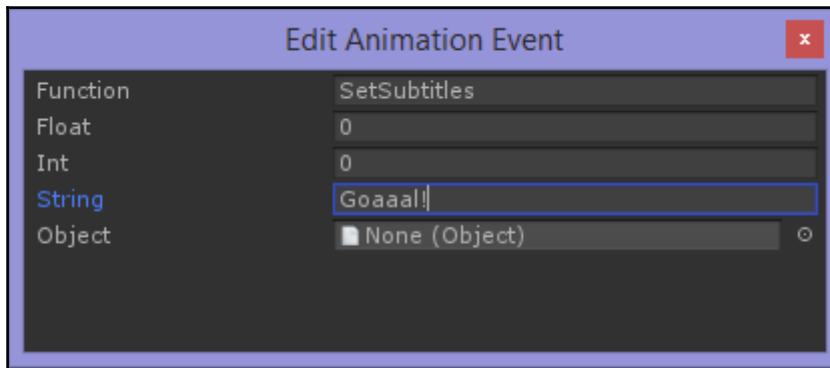 Edit Animation Event
x
Function SetSubtitles
Float 0
Int 0
String Goaaal!
Object None (Object)